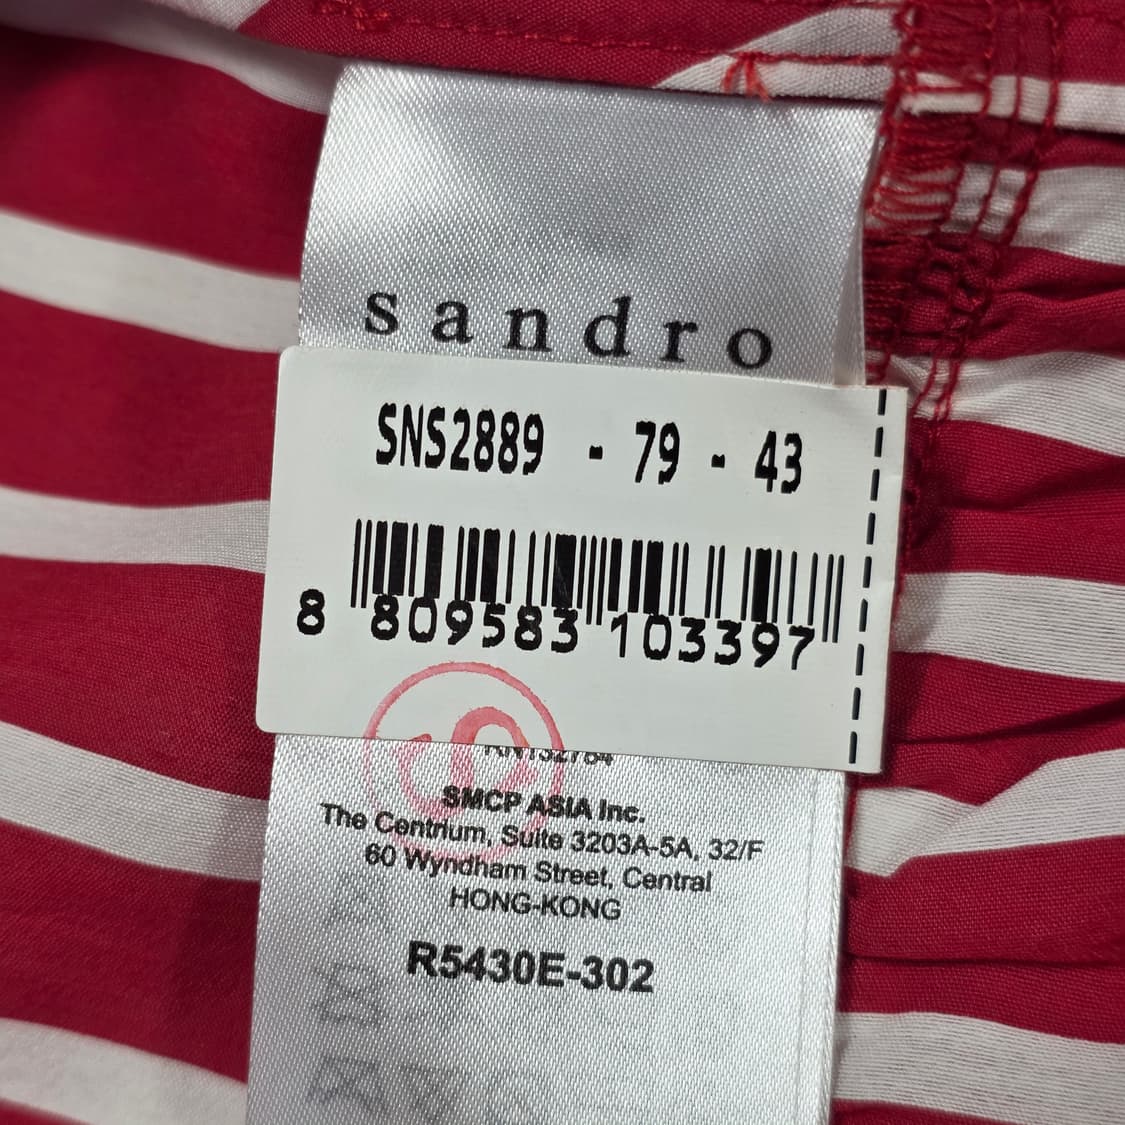 sandro
SNS2889 - 79 - 43
8 809583 103397
SMCP ASIA Inc.
The Centrium, Suite 3203A-5A, 32/F
60 Wyndham Street, Central
HONG-KONG
R5430E-302